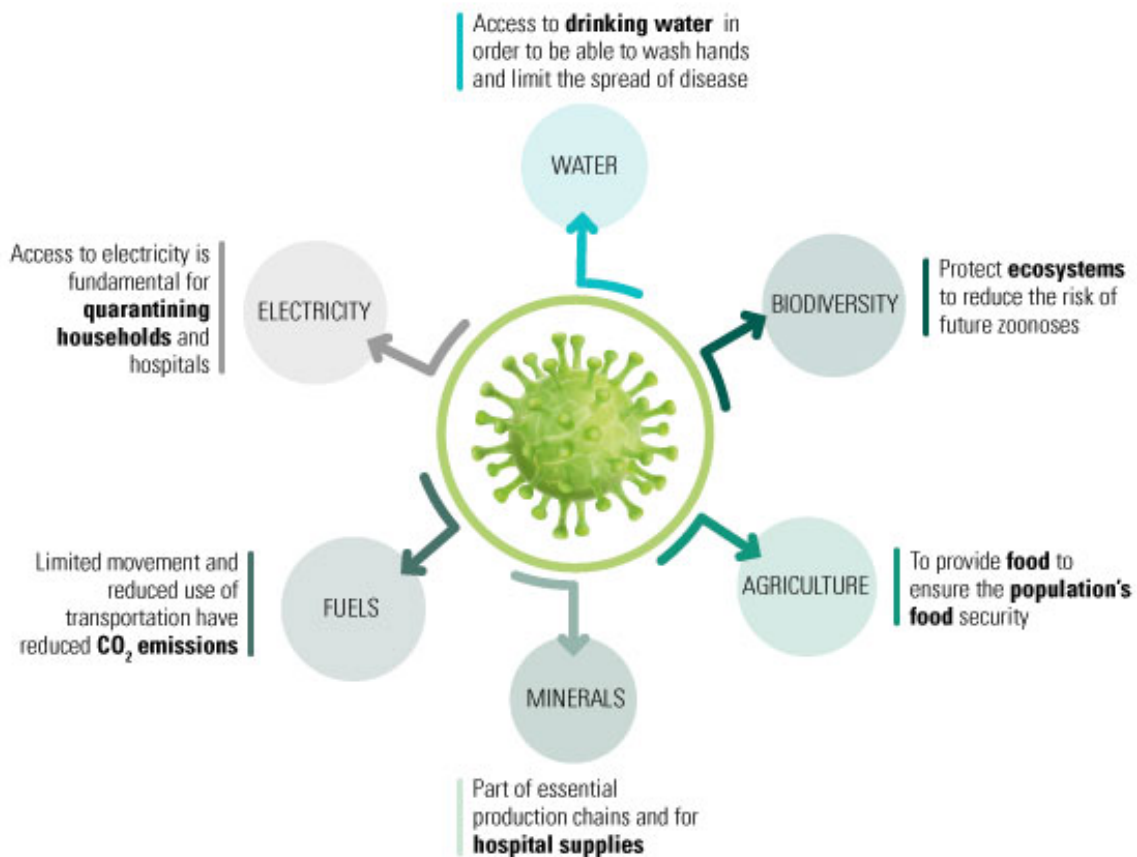 Access to drinking water in
order to be able to wash hands
and limit the spread of disease
WATER
Access to electricity is
fundamental for
quarantining
households and
hospitals
ELECTRICITY
BIODIVERSITY
Protect ecosystems
to reduce the risk of
future zoonoses
Limited movement and
reduced use of
transportation have
reduced CO₂ emissions
FUELS
AGRICULTURE
To provide food to
ensure the population's
food security
MINERALS
Part of essential
production chains and for
hospital supplies